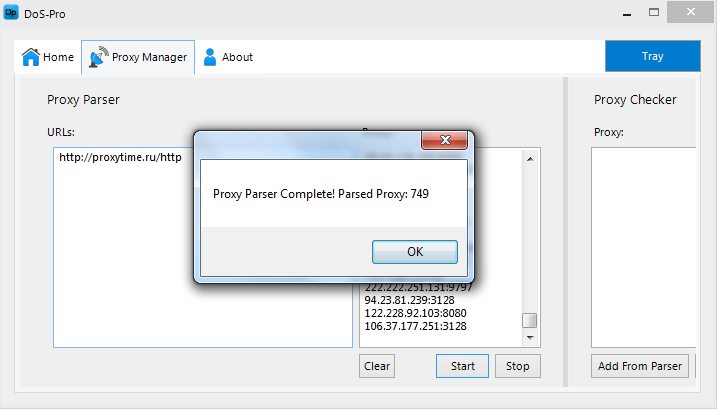 Dp DoS-Pro
Home Proxy Manager About Tray
Proxy Parser Proxy Checker
URLs: Proxy:
http://proxytime.ru/http
Proxy Parser Complete! Parsed Proxy: 749
OK
222.222.251.131:9797
94.23.81.239:3128
122.228.92.103:8080
106.37.177.251:3128
Clear Start Stop Add From Parser